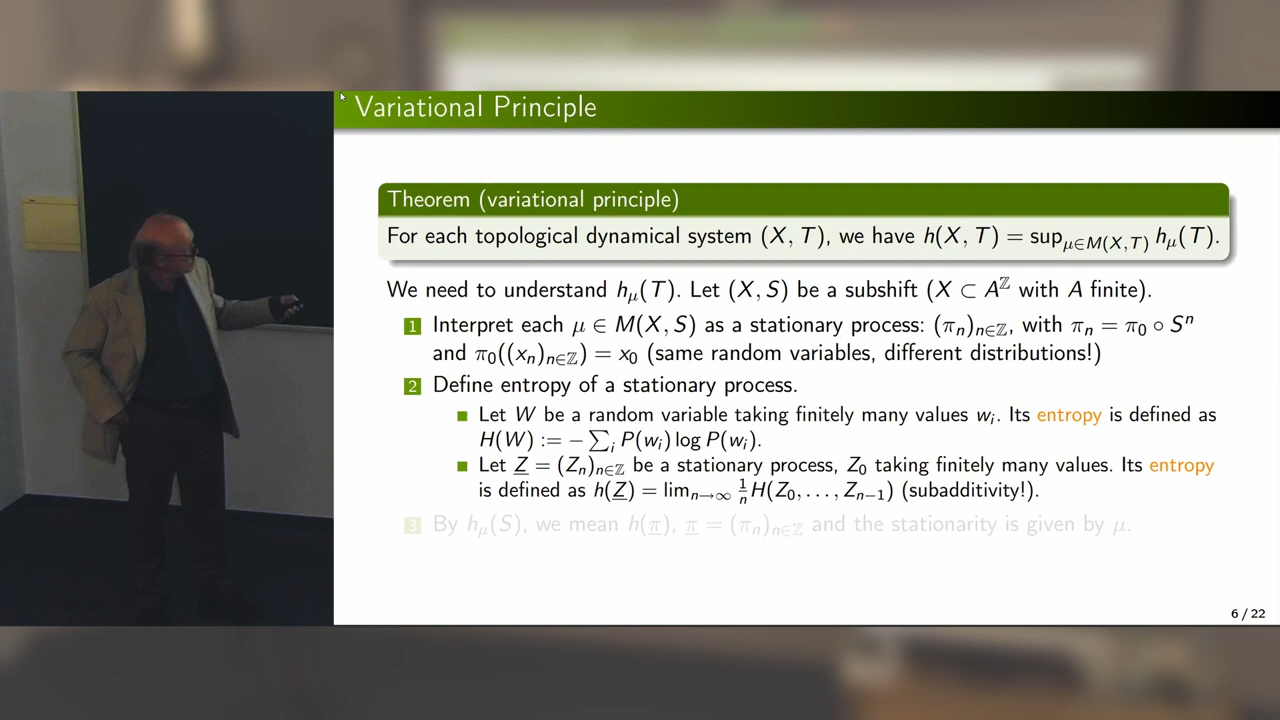 Variational Principle
Theorem (variational principle)
For each topological dynamical system (X, T), we have h(X, T) = sup_{μ∈M(X,T)} h_μ(T).
We need to understand h_μ(T). Let (X, S) be a subshift (X ⊂ A^ℤ with A finite).
1 Interpret each μ ∈ M(X, S) as a stationary process: (π_n)_{n∈ℤ}, with π_n = π_0 ∘ S^n
and π_0((x_n)_{n∈ℤ}) = x_0 (same random variables, different distributions!)
2 Define entropy of a stationary process.
■ Let W be a random variable taking finitely many values w_i. Its entropy is defined as
H(W) := − ∑_i P(w_i) log P(w_i).
■ Let Z̲ = (Z_n)_{n∈ℤ} be a stationary process, Z_0 taking finitely many values. Its entropy
is defined as h(Z̲) = lim_{n→∞} 1/n H(Z_0, . . . , Z_{n−1}) (subadditivity!).
3 By h_μ(S), we mean h(π̲), π̲ = (π_n)_{n∈ℤ} and the stationarity is given by μ.
6 / 22